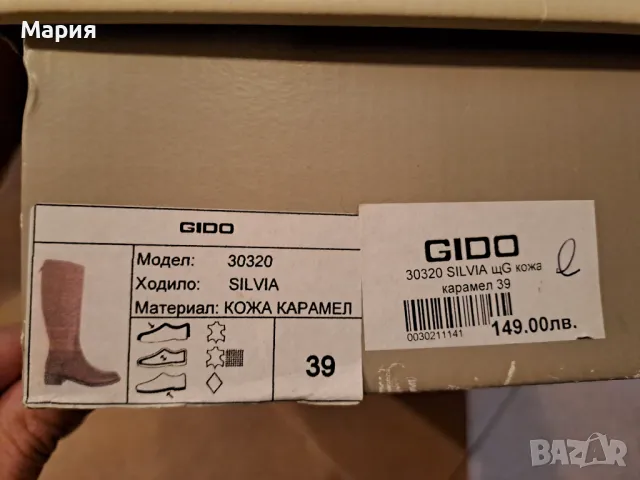 Мария
GIDO
Модел: 30320
Ходило: SILVIA
Материал: КОЖА КАРАМЕЛ
39
GIDO
30320 SILVIA щG кожа
карамел 39
0030211141
149.00лв.
BAZAR